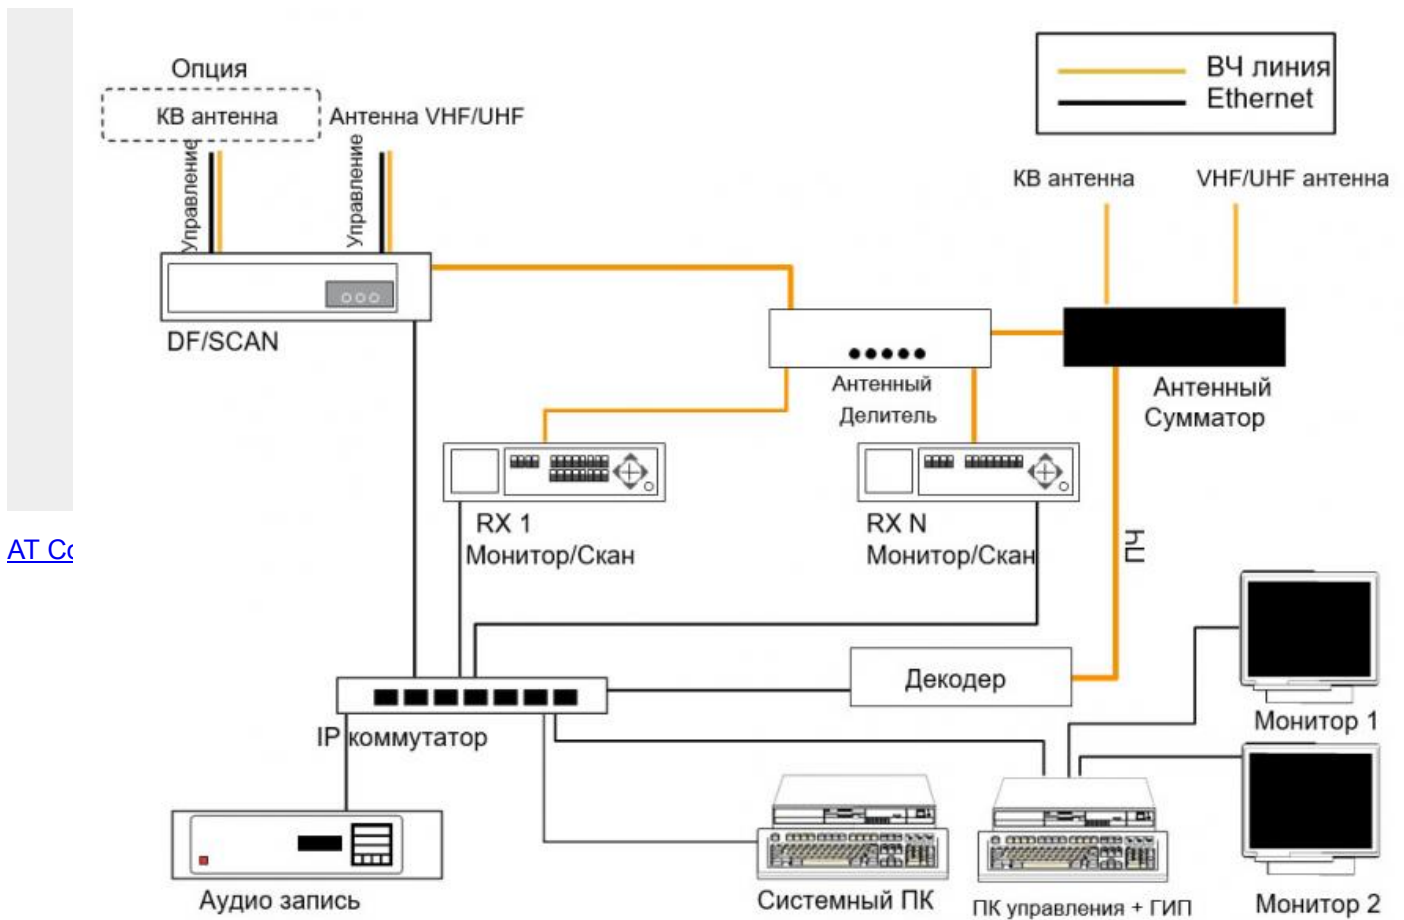 Опция
КВ антенна
Антенна VHF/UHF
Управление
Управление
ВЧ линия
Ethernet
КВ антенна
VHF/UHF антенна
DF/SCAN
Антенный
Делитель
Антенный
Сумматор
RX 1
Монитор/Скан
RX N
Монитор/Скан
ПЧ
AT Co
Декодер
IP коммутатор
Монитор 1
Аудио запись
Системный ПК
ПК управления + ГИП
Монитор 2